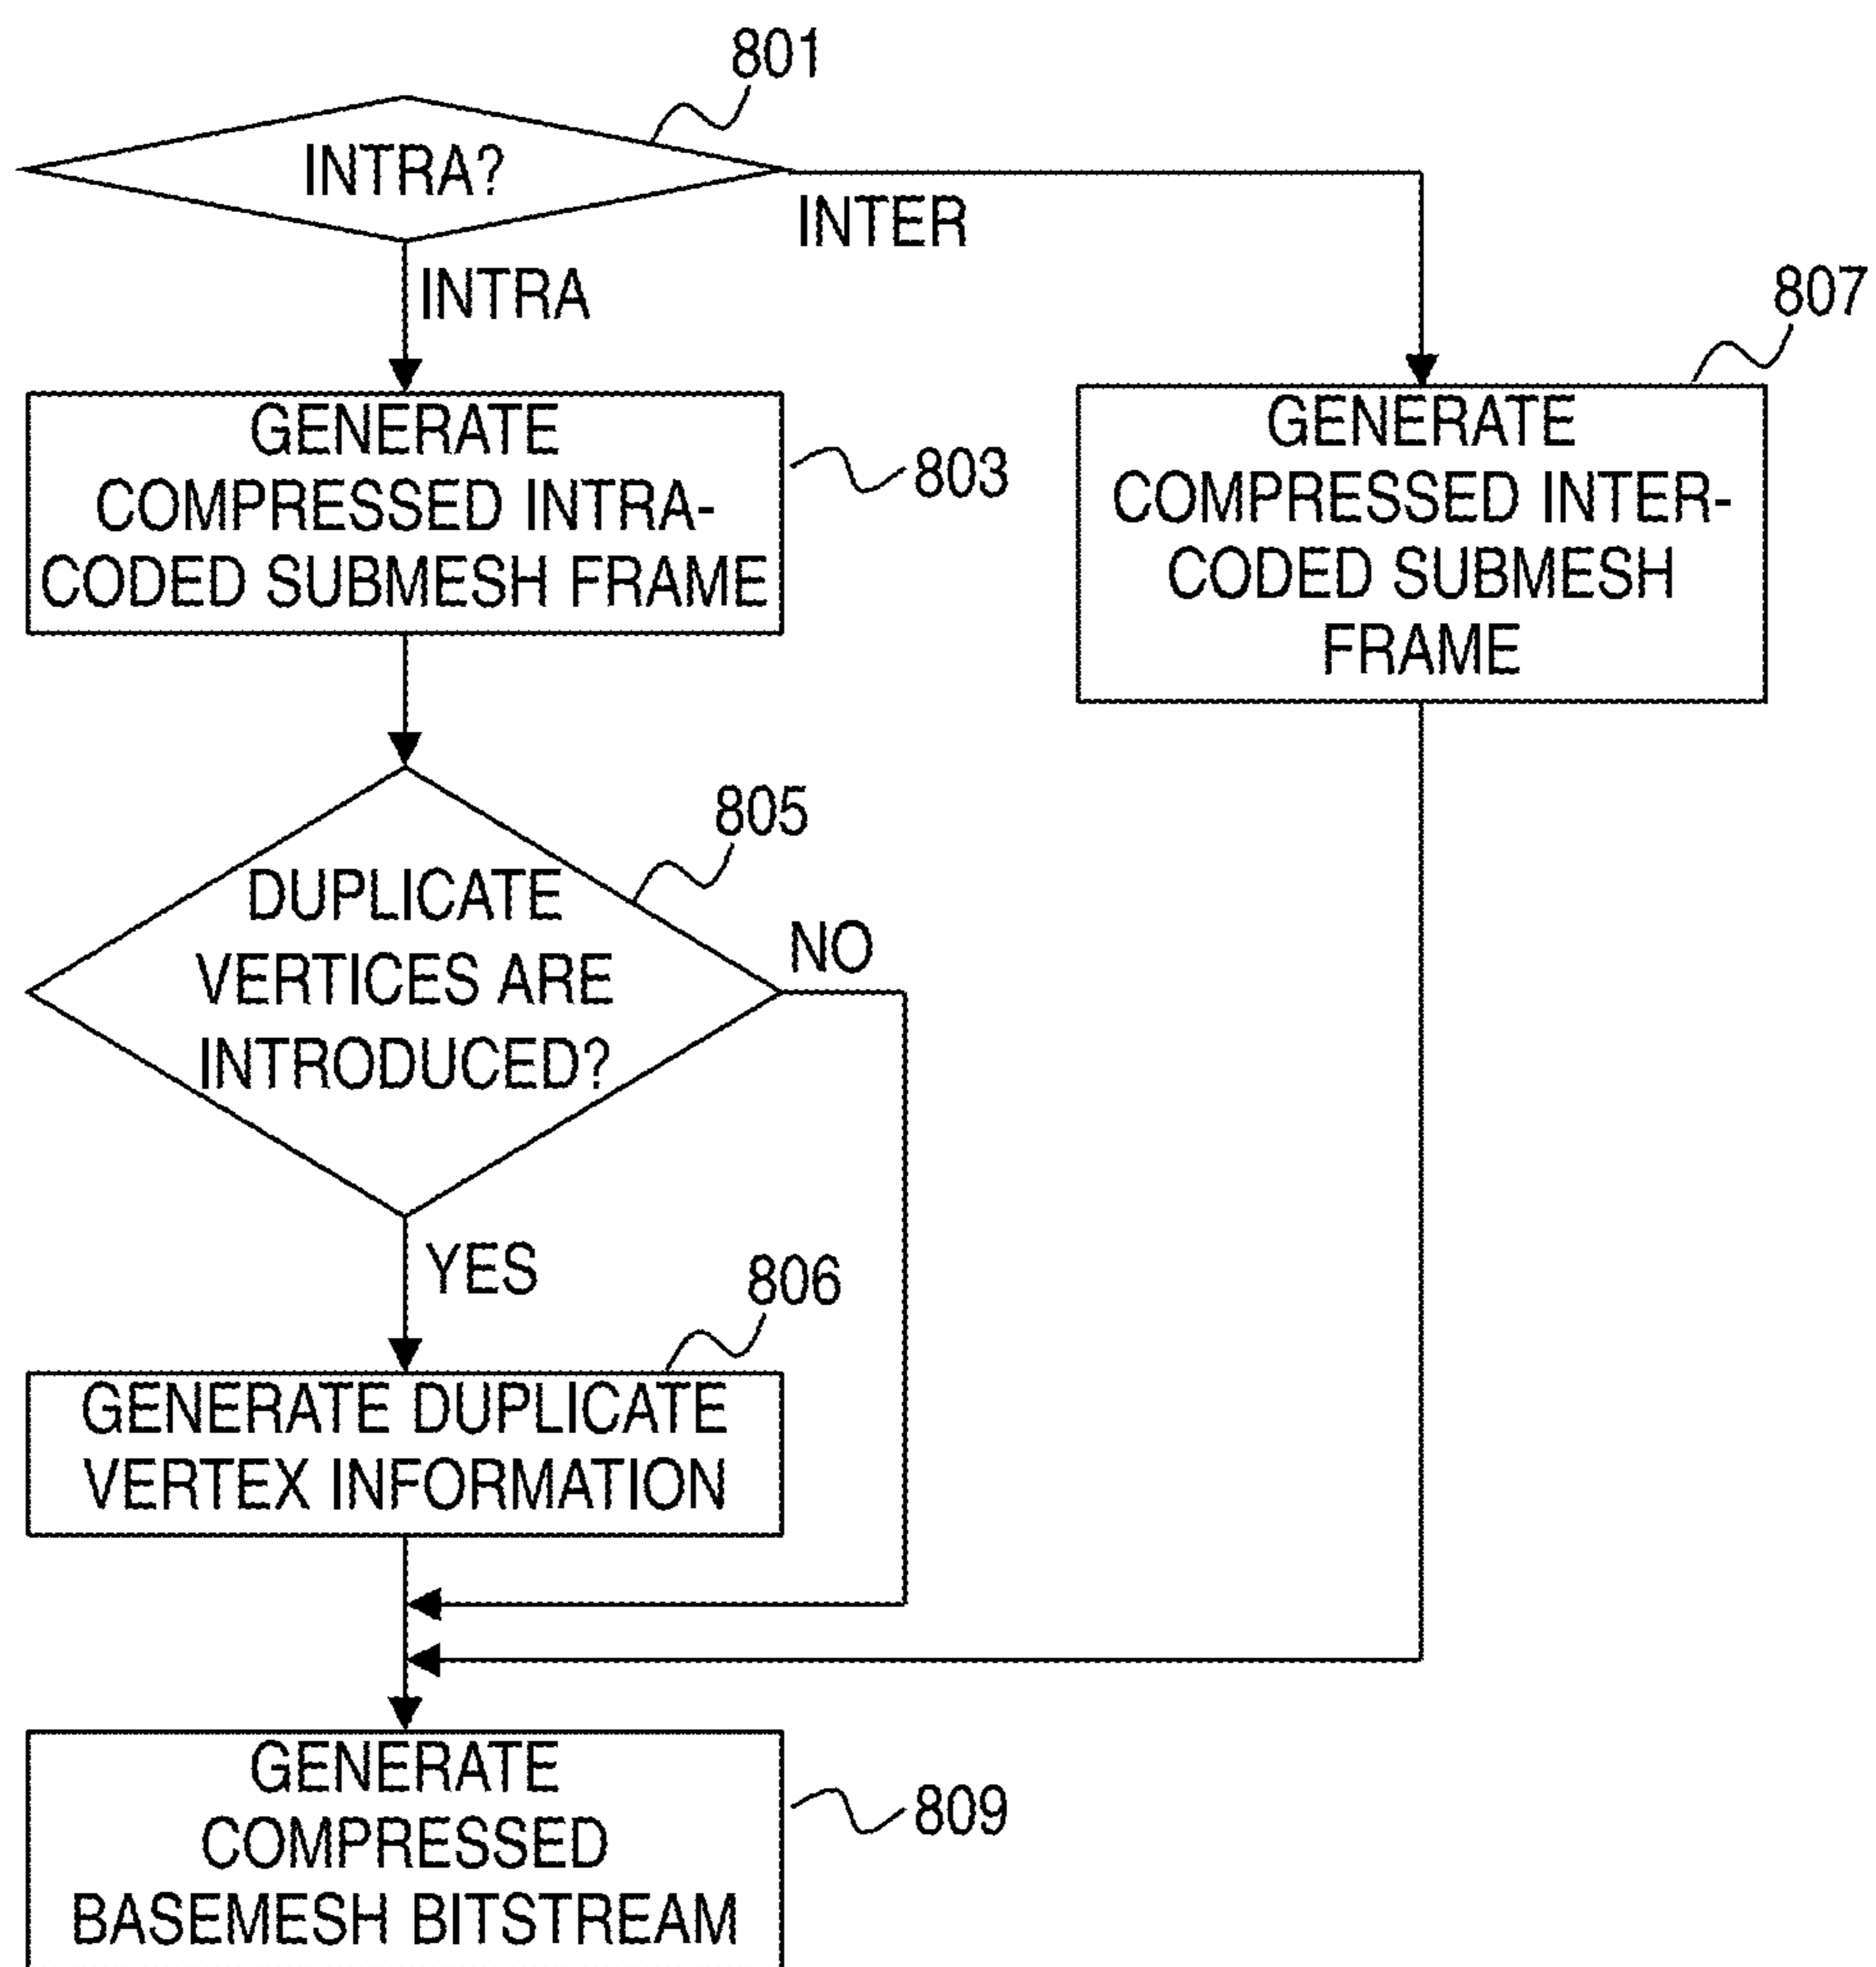 801
INTRA?
INTER
INTRA
807
GENERATE
COMPRESSED INTRA-
CODED SUBMESH FRAME
803
GENERATE
COMPRESSED INTER-
CODED SUBMESH
FRAME
805
DUPLICATE
VERTICES ARE
INTRODUCED?
NO
YES
806
GENERATE DUPLICATE
VERTEX INFORMATION
GENERATE
COMPRESSED
BASEMESH BITSTREAM
809